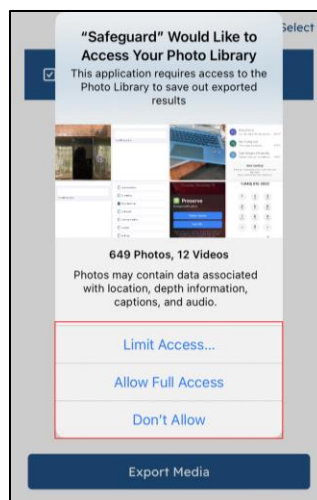 Select
“Safeguard” Would Like to
Access Your Photo Library
This application requires access to the
Photo Library to save out exported
results
Preserve
649 Photos, 12 Videos
Photos may contain data associated
with location, depth information,
captions, and audio.
Limit Access...
Allow Full Access
Don’t Allow
Export Media